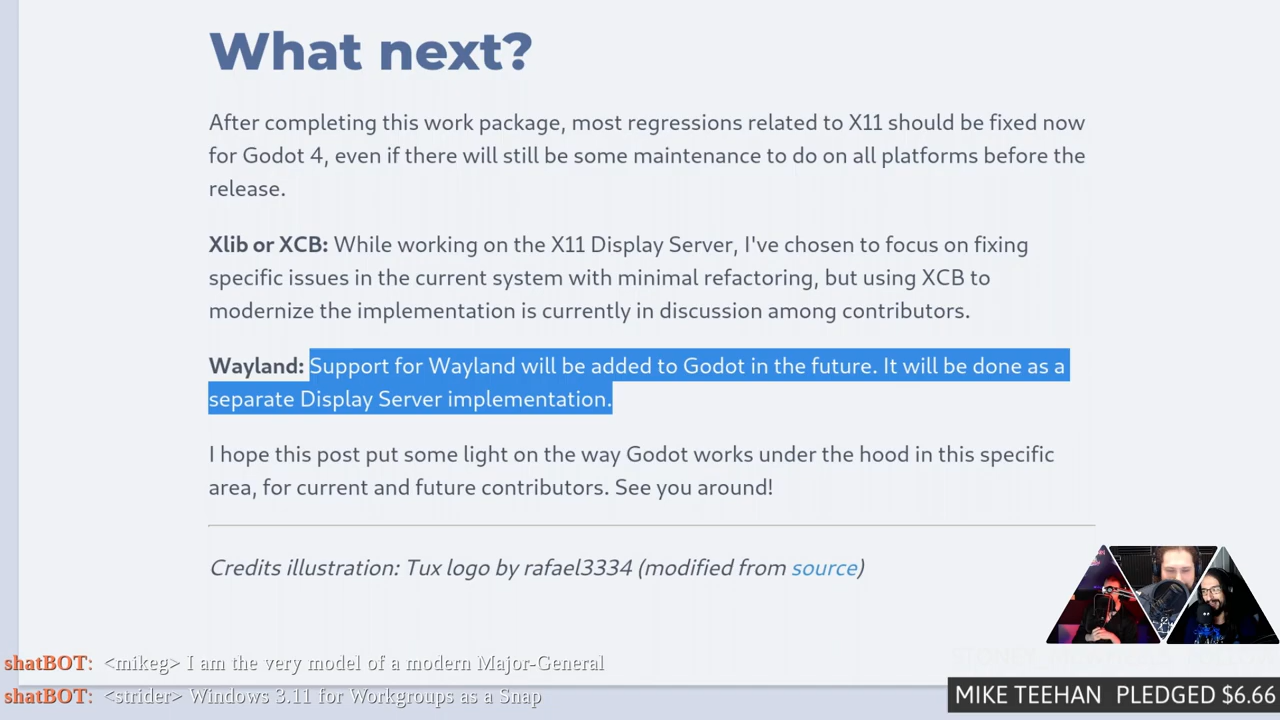 What next?
After completing this work package, most regressions related to X11 should be fixed now
for Godot 4, even if there will still be some maintenance to do on all platforms before the
release.
Xlib or XCB: While working on the X11 Display Server, I've chosen to focus on fixing
specific issues in the current system with minimal refactoring, but using XCB to
modernize the implementation is currently in discussion among contributors.
Wayland: Support for Wayland will be added to Godot in the future. It will be done as a
separate Display Server implementation.
I hope this post put some light on the way Godot works under the hood in this specific
area, for current and future contributors. See you around!
Credits illustration: Tux logo by rafael3334 (modified from source)
shatBOT: <mikeg> I am the very model of a modern Major-General
shatBOT: <strider> Windows 3.11 for Workgroups as a Snap
MIKE TEEHAN PLEDGED $6.66